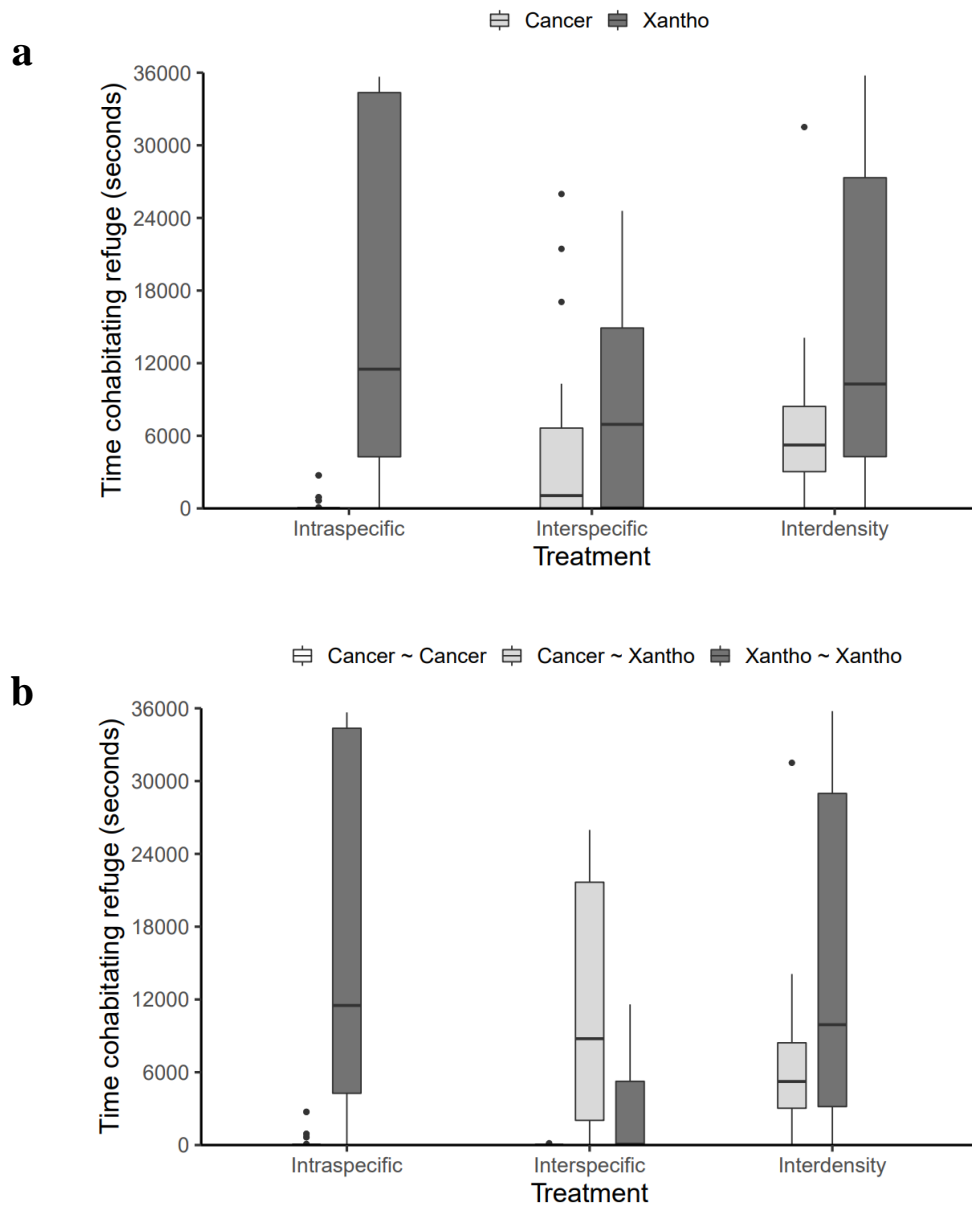 Cancer Xantho
a
Time cohabitating refuge (seconds)
36000
30000
24000
18000
12000
6000
0
Intraspecific Interspecific Interdensity
Treatment
Cancer ~ Cancer Cancer ~ Xantho Xantho ~ Xantho
b
Time cohabitating refuge (seconds)
36000
30000
24000
18000
12000
6000
0
Intraspecific Interspecific Interdensity
Treatment